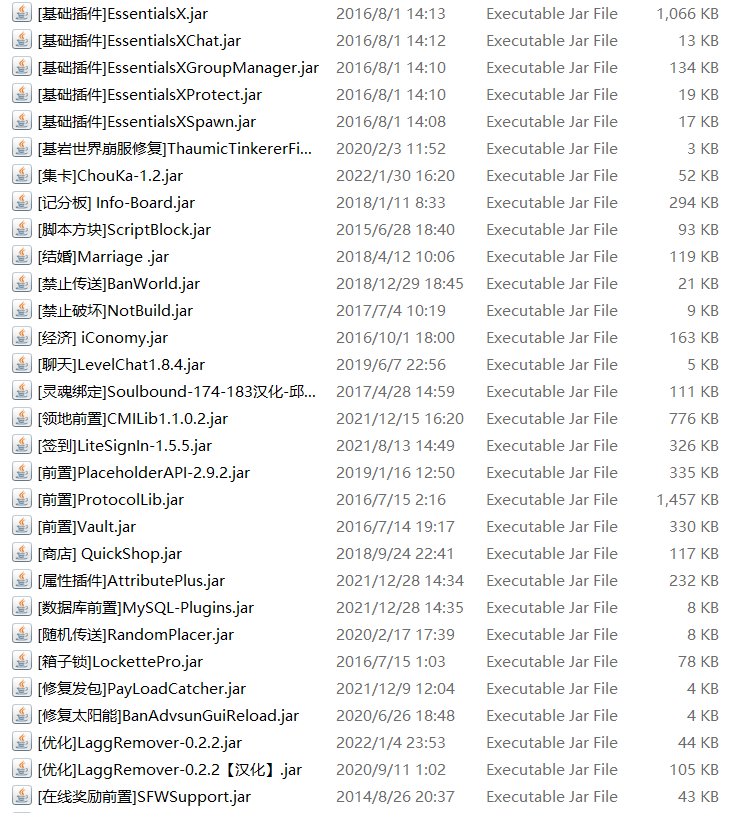 [基础插件]EssentialsX.jar 2016/8/1 14:13 Executable Jar File 1,066 KB
[基础插件]EssentialsXChat.jar 2016/8/1 14:12 Executable Jar File 13 KB
[基础插件]EssentialsXGroupManager.jar 2016/8/1 14:10 Executable Jar File 134 KB
[基础插件]EssentialsXProtect.jar 2016/8/1 14:10 Executable Jar File 19 KB
[基础插件]EssentialsXSpawn.jar 2016/8/1 14:08 Executable Jar File 17 KB
[基岩世界崩服修复]ThaumicTinkererFi... 2020/2/3 11:52 Executable Jar File 3 KB
[集卡]ChouKa-1.2.jar 2022/1/30 16:20 Executable Jar File 52 KB
[记分板] Info-Board.jar 2018/1/11 8:33 Executable Jar File 294 KB
[脚本方块]ScriptBlock.jar 2015/6/28 18:40 Executable Jar File 93 KB
[结婚]Marriage .jar 2018/4/12 10:06 Executable Jar File 119 KB
[禁止传送]BanWorld.jar 2018/12/29 18:45 Executable Jar File 21 KB
[禁止破坏]NotBuild.jar 2017/7/4 10:19 Executable Jar File 9 KB
[经济] iConomy.jar 2016/10/1 18:00 Executable Jar File 163 KB
[聊天]LevelChat1.8.4.jar 2019/6/7 22:56 Executable Jar File 5 KB
[灵魂绑定]Soulbound-174-183汉化-邱... 2017/4/28 14:59 Executable Jar File 111 KB
[领地前置]CMILib1.1.0.2.jar 2021/12/15 16:20 Executable Jar File 776 KB
[签到]LiteSignIn-1.5.5.jar 2021/8/13 14:49 Executable Jar File 326 KB
[前置]PlaceholderAPI-2.9.2.jar 2019/1/16 12:50 Executable Jar File 335 KB
[前置]ProtocolLib.jar 2016/7/15 2:16 Executable Jar File 1,457 KB
[前置]Vault.jar 2016/7/14 19:17 Executable Jar File 330 KB
[商店] QuickShop.jar 2018/9/24 22:41 Executable Jar File 117 KB
[属性插件]AttributePlus.jar 2021/12/28 14:34 Executable Jar File 232 KB
[数据库前置]MySQL-Plugins.jar 2021/12/28 14:35 Executable Jar File 8 KB
[随机传送]RandomPlacer.jar 2020/2/17 17:39 Executable Jar File 8 KB
[箱子锁]LockettePro.jar 2016/7/15 1:03 Executable Jar File 78 KB
[修复发包]PayLoadCatcher.jar 2021/12/9 12:04 Executable Jar File 4 KB
[修复太阳能]BanAdvsunGuiReload.jar 2020/6/26 18:48 Executable Jar File 4 KB
[优化]LaggRemover-0.2.2.jar 2022/1/4 23:53 Executable Jar File 44 KB
[优化]LaggRemover-0.2.2【汉化】.jar 2020/9/11 1:02 Executable Jar File 105 KB
[在线奖励前置]SFWSupport.jar 2014/8/26 20:37 Executable Jar File 43 KB